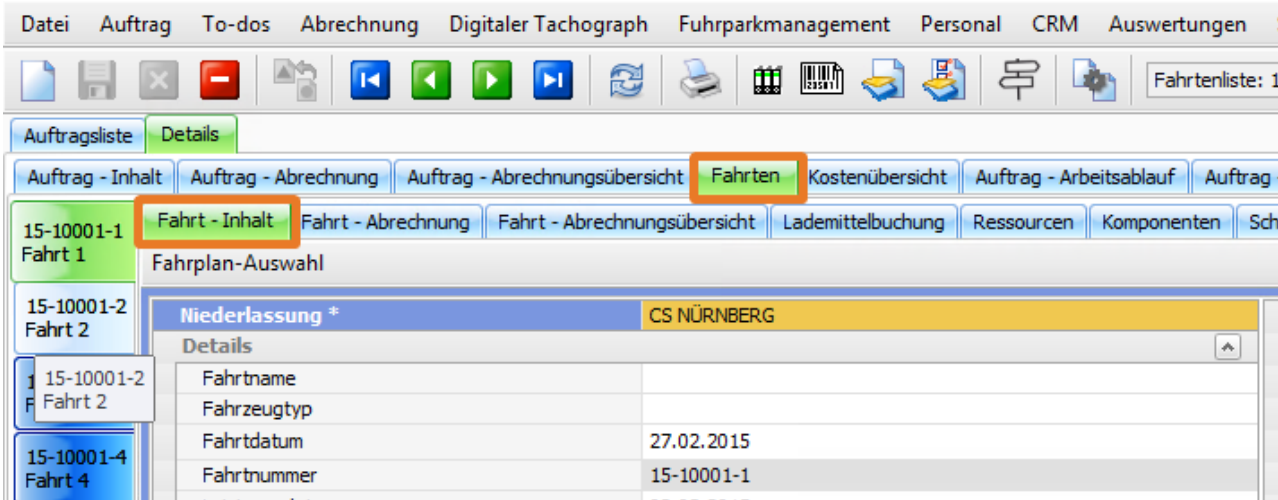 Datei Auftrag To-dos Abrechnung Digitaler Tachograph Fuhrparkmanagement Personal CRM Auswertungen
Fahrtenliste: 1
Auftragsliste Details
Auftrag - Inhalt Auftrag - Abrechnung Auftrag - Abrechnungsübersicht Fahrten Kostenübersicht Auftrag - Arbeitsablauf Auftrag -
15-10001-1
Fahrt 1
Fahrt - Inhalt Fahrt - Abrechnung Fahrt - Abrechnungsübersicht Lademittelbuchung Ressourcen Komponenten Sch
Fahrplan-Auswahl
15-10001-2
Fahrt 2
Niederlassung * CS NÜRNBERG
Details
15-10001-2
Fahrt 2
Fahrtname
Fahrzeugtyp
Fahrtdatum 27.02.2015
15-10001-4
Fahrt 4
Fahrtnummer 15-10001-1